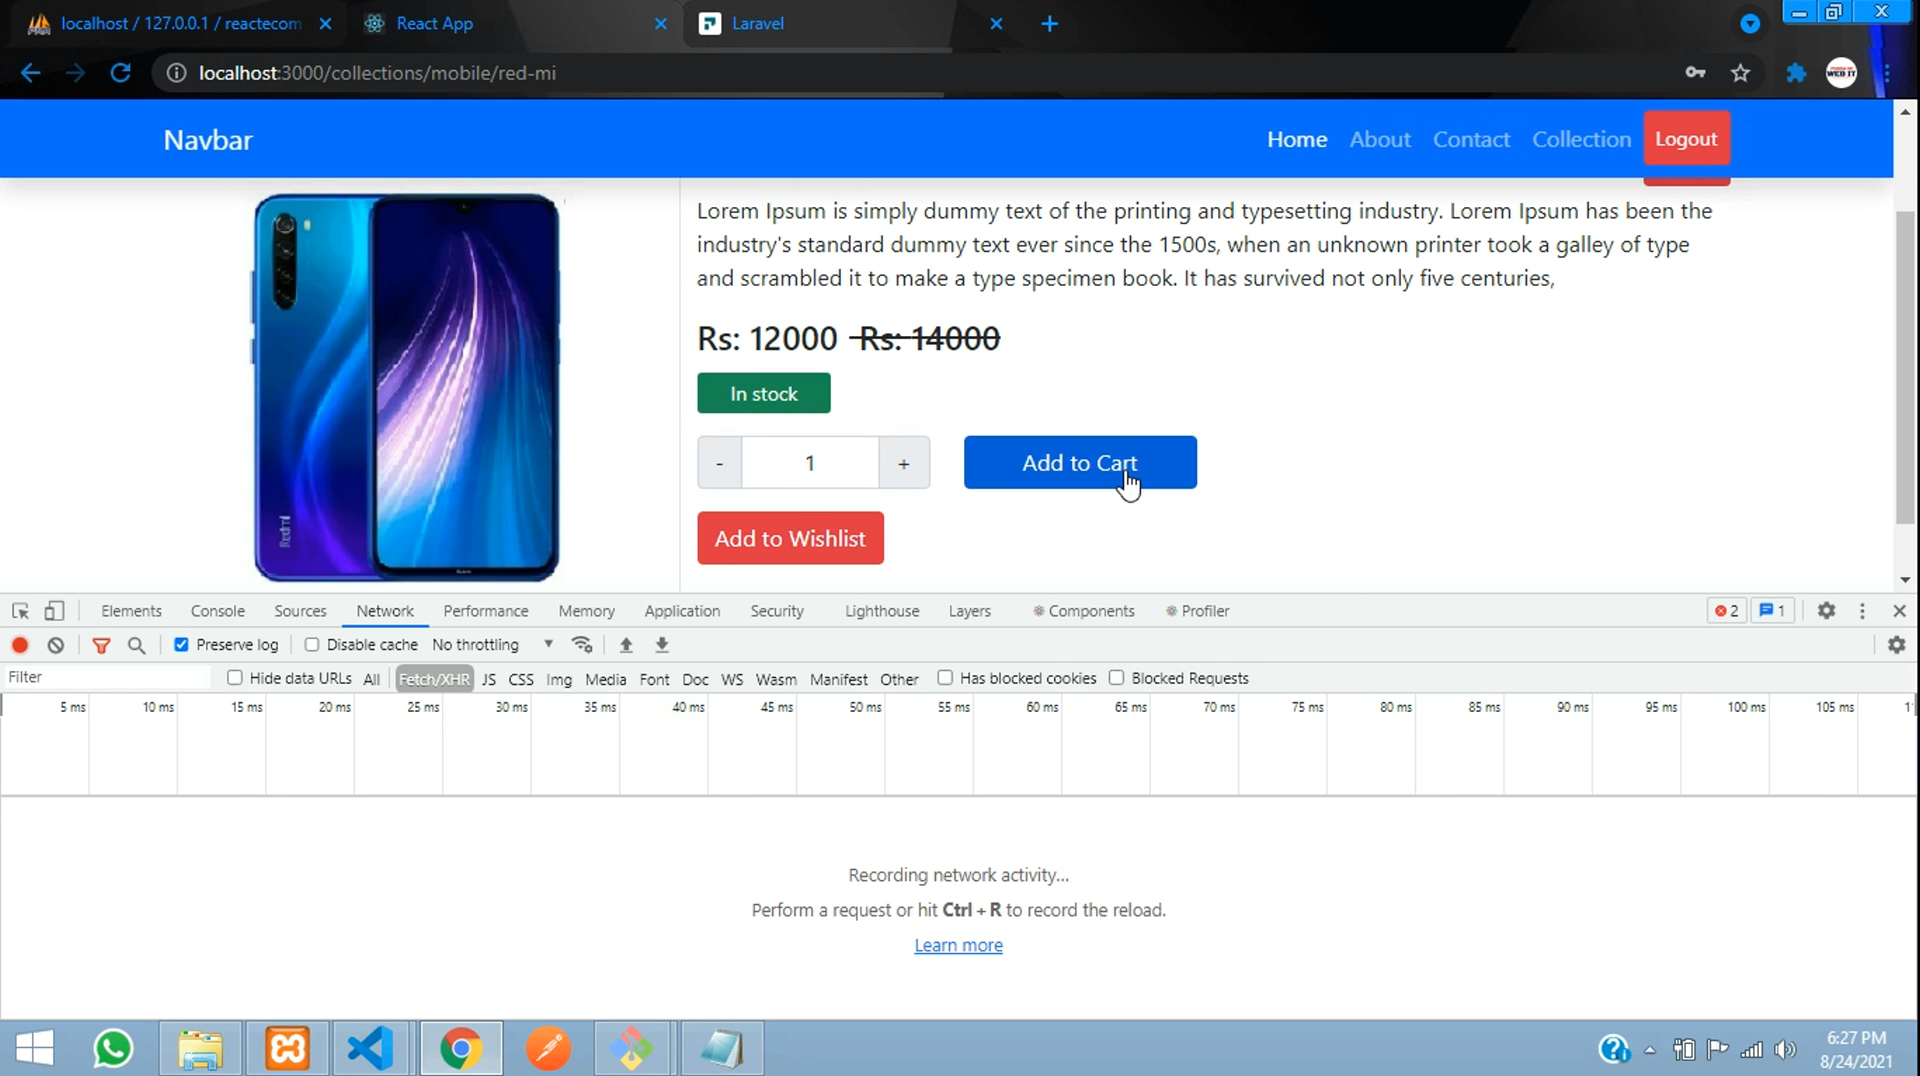 localhost / 127.0.0.1 / reactecom
React App
Laravel
localhost:3000/collections/mobile/red-mi
WEB IT
Navbar
Home About Contact Collection Logout
Lorem Ipsum is simply dummy text of the printing and typesetting industry. Lorem Ipsum has been the
industry's standard dummy text ever since the 1500s, when an unknown printer took a galley of type
and scrambled it to make a type specimen book. It has survived not only five centuries,
Rs: 12000 Rs: 14000
In stock
- 1 + Add to Cart
Add to Wishlist
Redmi
Elements Console Sources Network Performance Memory Application Security Lighthouse Layers Components Profiler 2 1
Preserve log Disable cache No throttling
Filter Hide data URLs All Fetch/XHR JS CSS Img Media Font Doc WS Wasm Manifest Other Has blocked cookies Blocked Requests
5 ms 10 ms 15 ms 20 ms 25 ms 30 ms 35 ms 40 ms 45 ms 50 ms 55 ms 60 ms 65 ms 70 ms 75 ms 80 ms 85 ms 90 ms 95 ms 100 ms 105 ms
Recording network activity...
Perform a request or hit Ctrl + R to record the reload.
Learn more
6:27 PM
8/24/2021